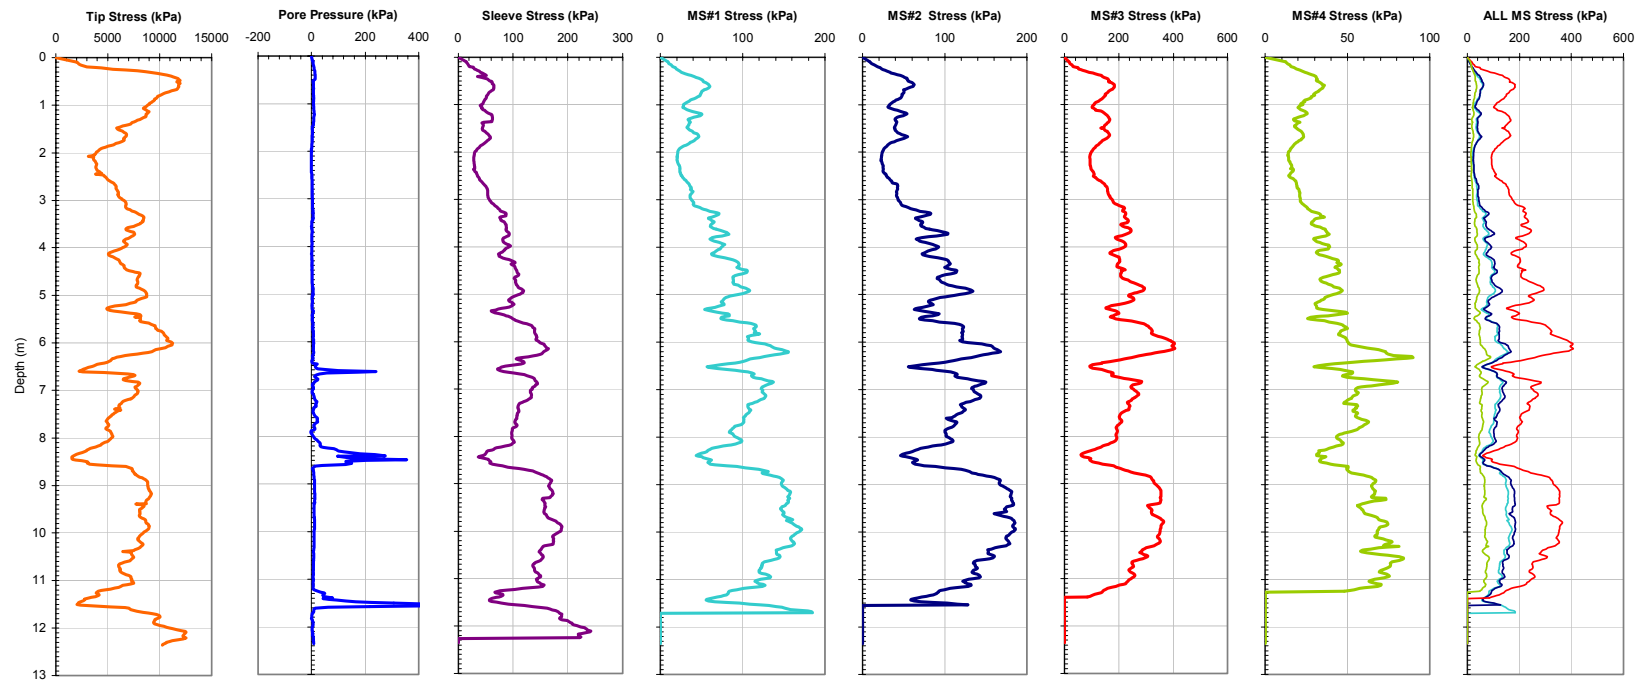 Tip Stress (kPa)
0 5000 10000 15000
Pore Pressure (kPa)
-200 0 200 400
Sleeve Stress (kPa)
0 100 200 300
MS#1 Stress (kPa)
0 100 200
MS#2 Stress (kPa)
0 100 200
MS#3 Stress (kPa)
0 200 400 600
MS#4 Stress (kPa)
0 50 100
ALL MS Stress (kPa)
0 200 400 600
Depth (m)
0
1
2
3
4
5
6
7
8
9
10
11
12
13